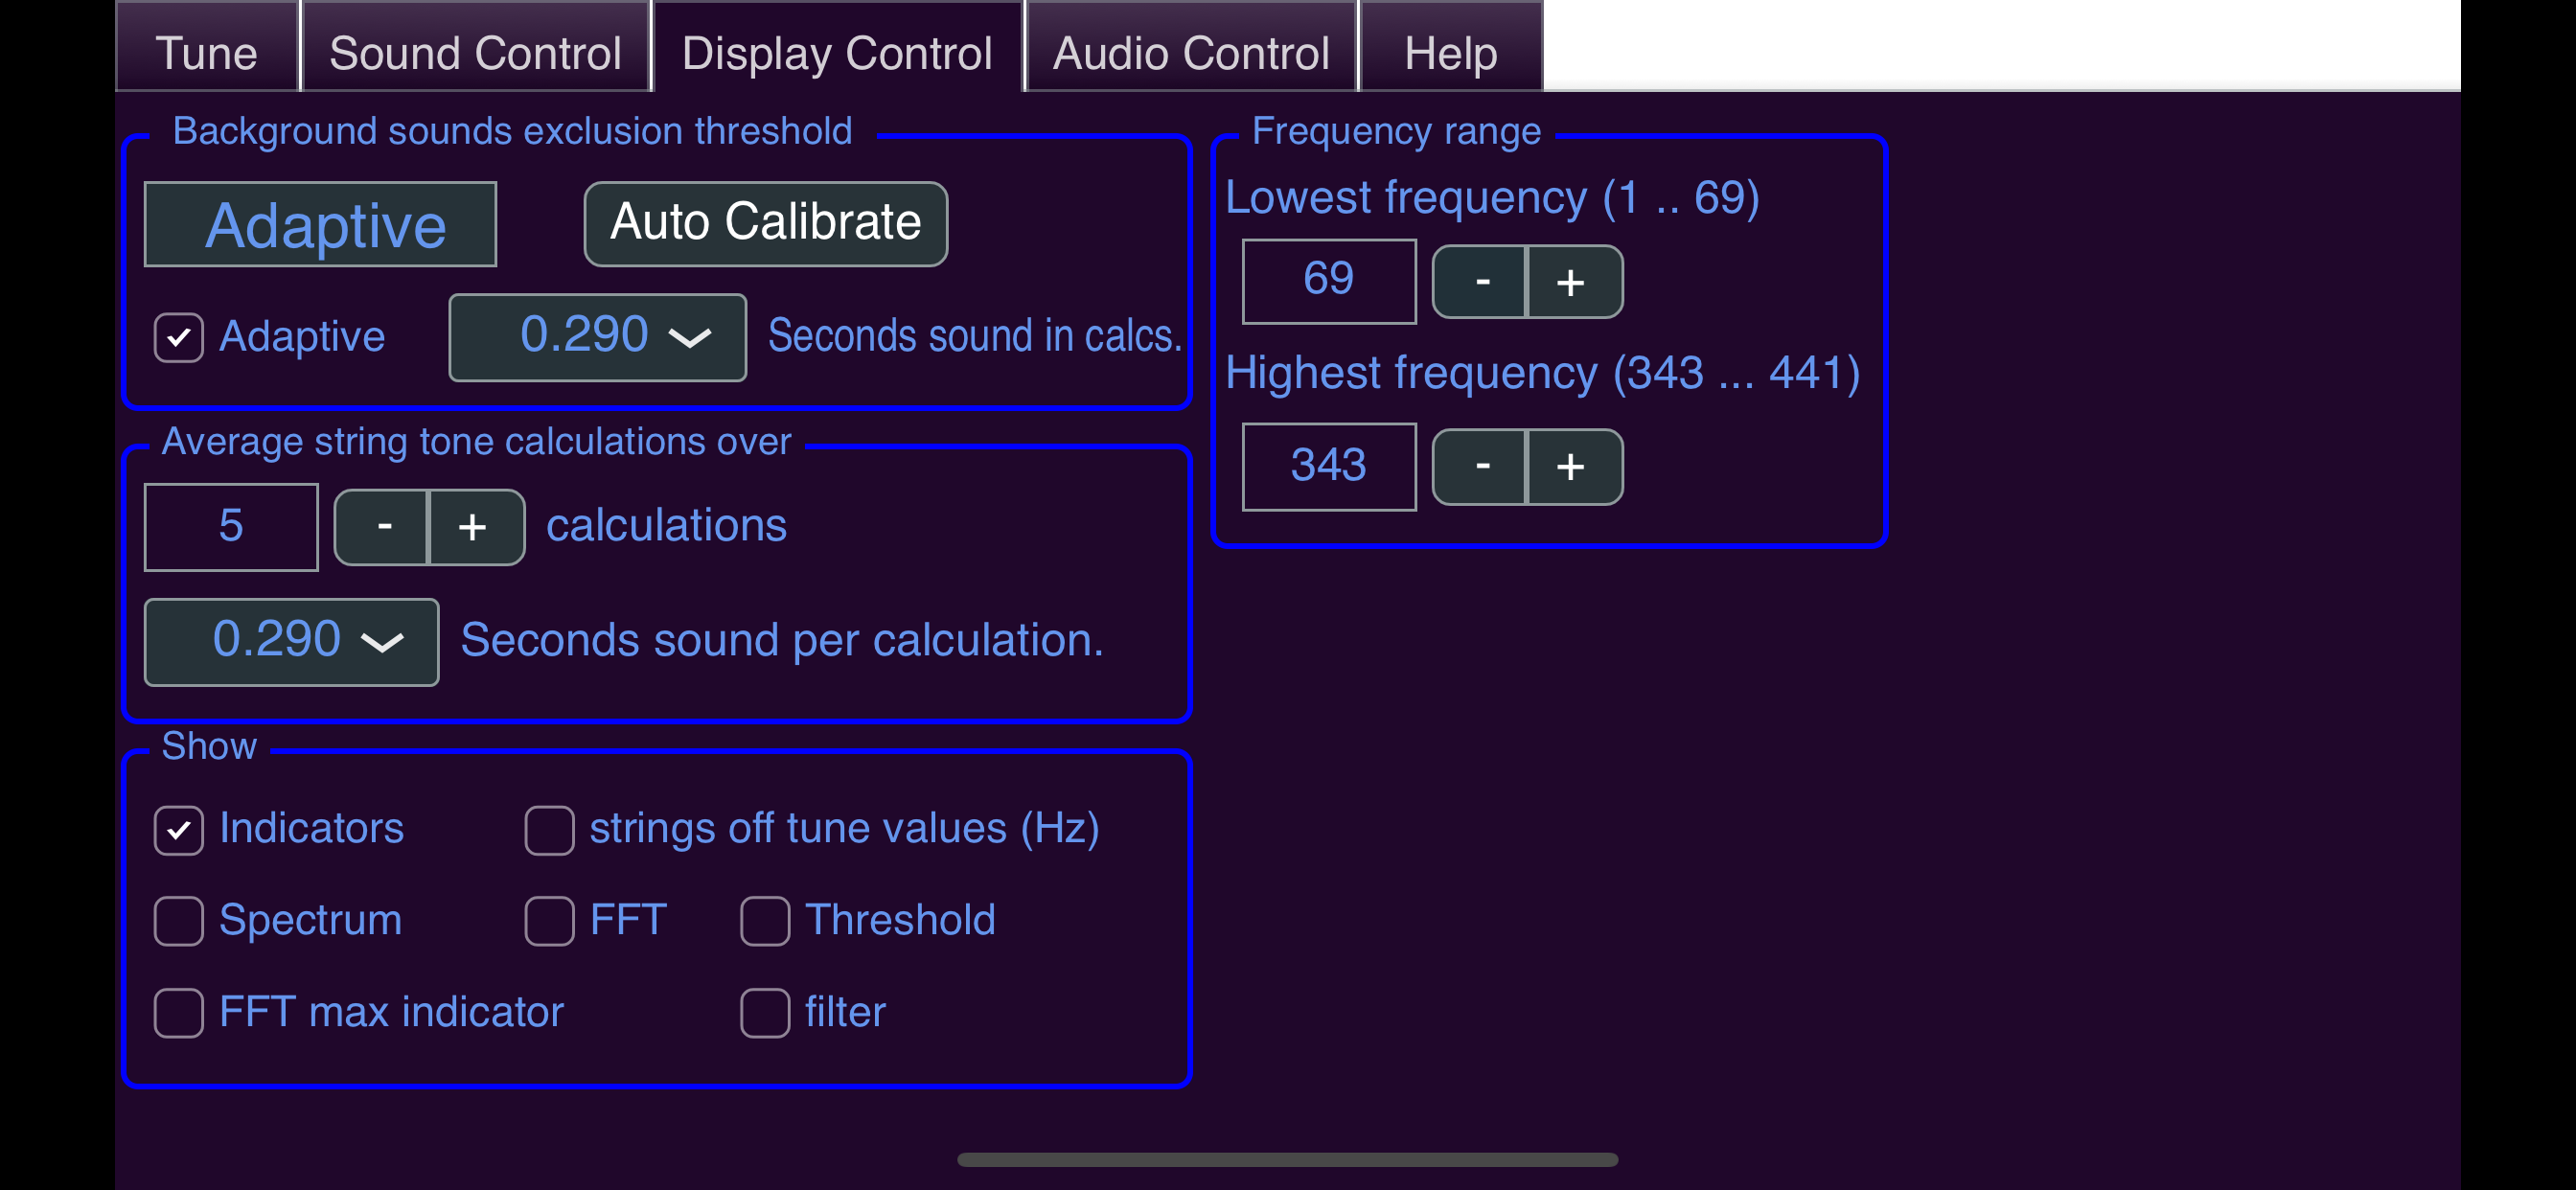 Tune Sound Control Display Control Audio Control Help
Background sounds exclusion threshold
Adaptive Auto Calibrate
Adaptive 0.290 Seconds sound in calcs.
Average string tone calculations over
5 - + calculations
0.290 Seconds sound per calculation.
Show
Indicators strings off tune values (Hz)
Spectrum FFT Threshold
FFT max indicator filter
Frequency range
Lowest frequency (1 .. 69)
69 - +
Highest frequency (343 ... 441)
343 - +